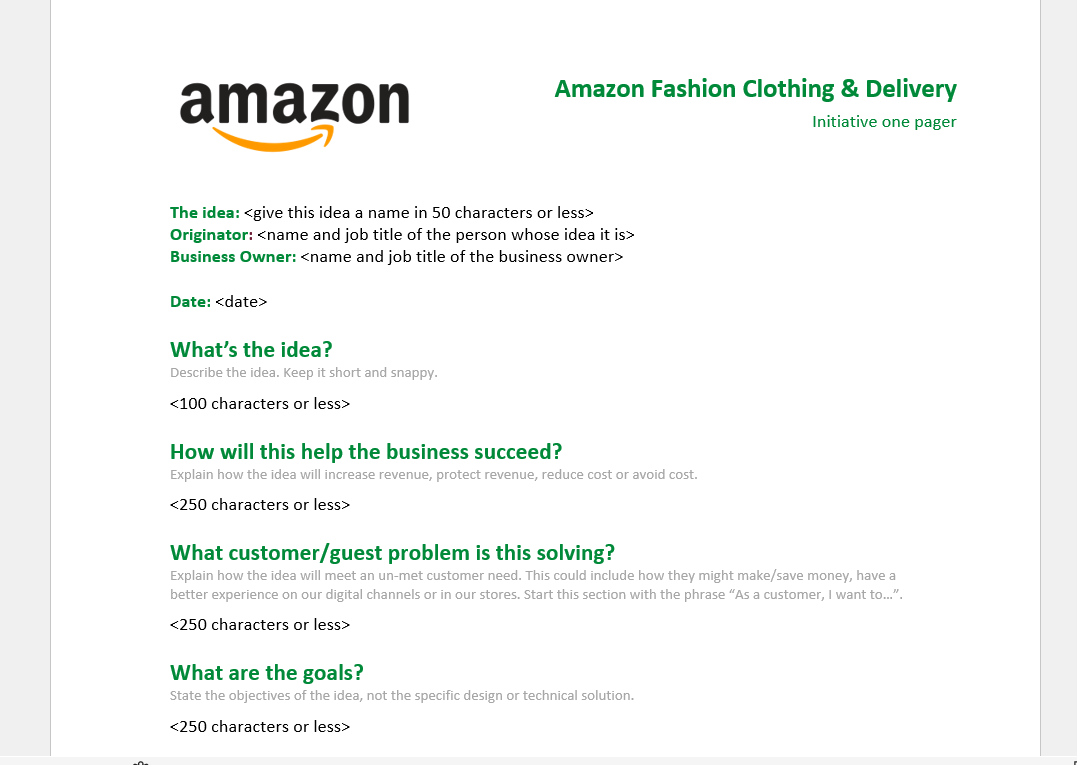 amazon
Amazon Fashion Clothing & Delivery
Initiative one pager
The idea: <give this idea a name in 50 characters or less>
Originator: <name and job title of the person whose idea it is>
Business Owner: <name and job title of the business owner>
Date: <date>
What’s the idea?
Describe the idea. Keep it short and snappy.
<100 characters or less>
How will this help the business succeed?
Explain how the idea will increase revenue, protect revenue, reduce cost or avoid cost.
<250 characters or less>
What customer/guest problem is this solving?
Explain how the idea will meet an un-met customer need. This could include how they might make/save money, have a
better experience on our digital channels or in our stores. Start this section with the phrase “As a customer, I want to…”.
<250 characters or less>
What are the goals?
State the objectives of the idea, not the specific design or technical solution.
<250 characters or less>